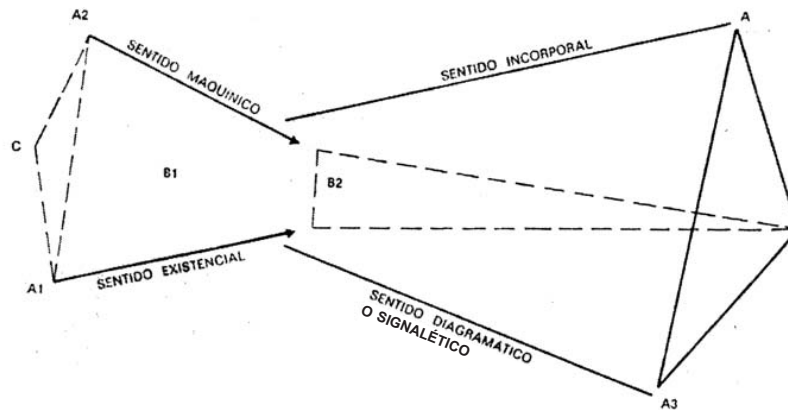 A2
A
SENTIDO MAQUINICO
SENTIDO INCORPORAL
C
B1
B2
A1
SENTIDO EXISTENCIAL
SENTIDO DIAGRAMATICO
O SIGNALÉTICO
A3